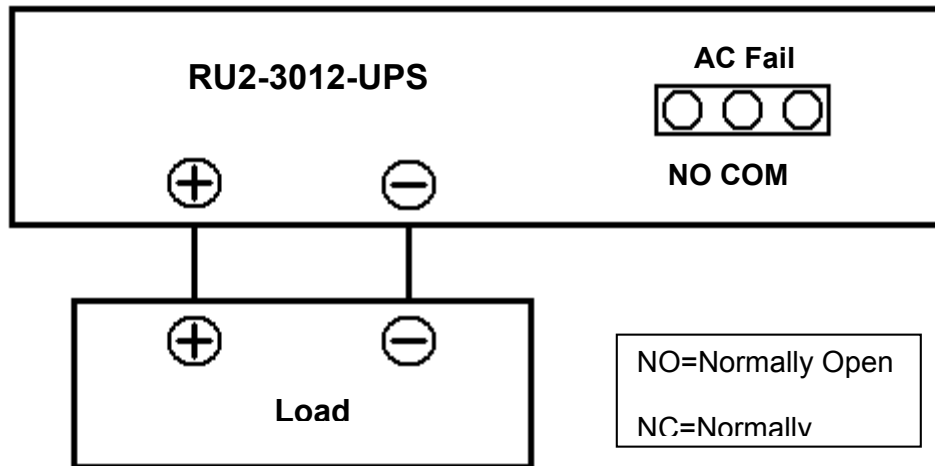 RU2-3012-UPS
AC Fail
NO COM
+ −
+ −
Load
NO=Normally Open
NC=Normally